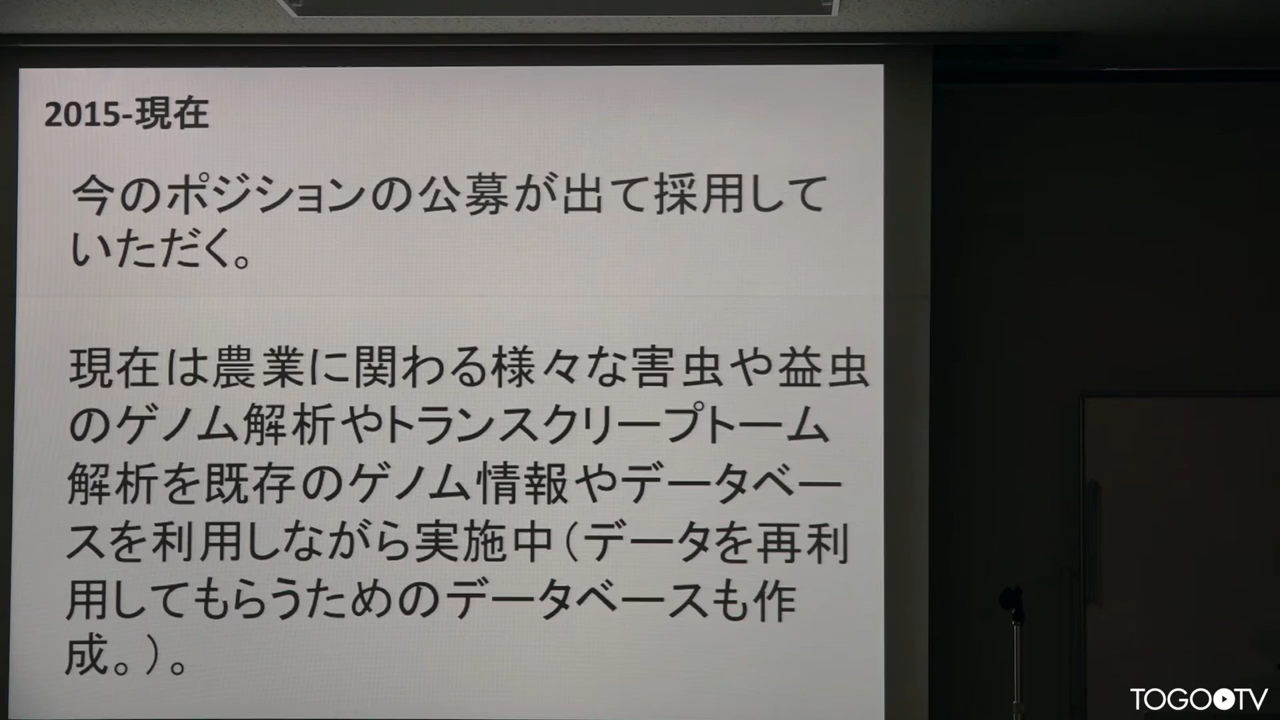 2015-現在
今のポジションの公募が出て採用して
いただく。
現在は農業に関わる様々な害虫や益虫
のゲノム解析やトランスクリープトーム
解析を既存のゲノム情報やデータベー
スを利用しながら実施中(データを再利
用してもらうためのデータベースも作
成。)。
TOGOTV